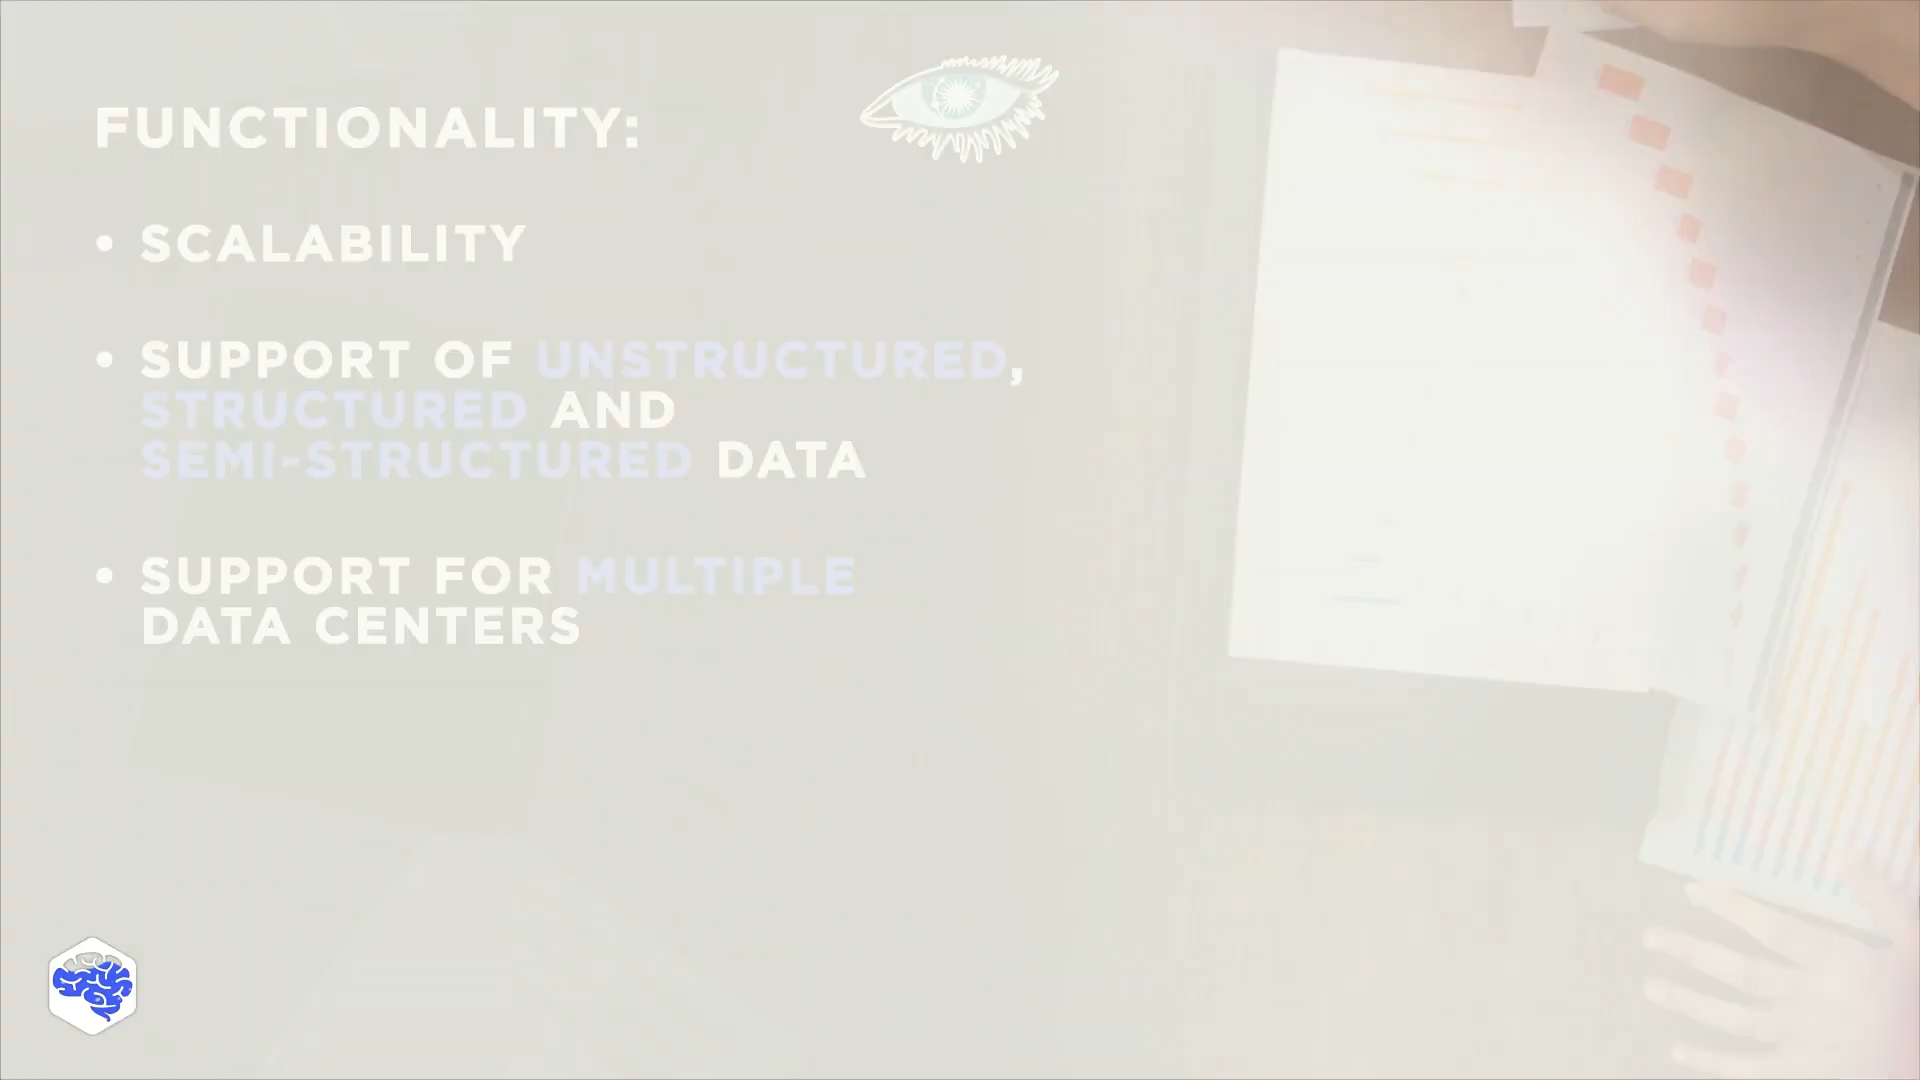 FUNCTIONALITY:
• SCALABILITY
• SUPPORT OF UNSTRUCTURED,
STRUCTURED AND
SEMI-STRUCTURED DATA
• SUPPORT FOR MULTIPLE
DATA CENTERS